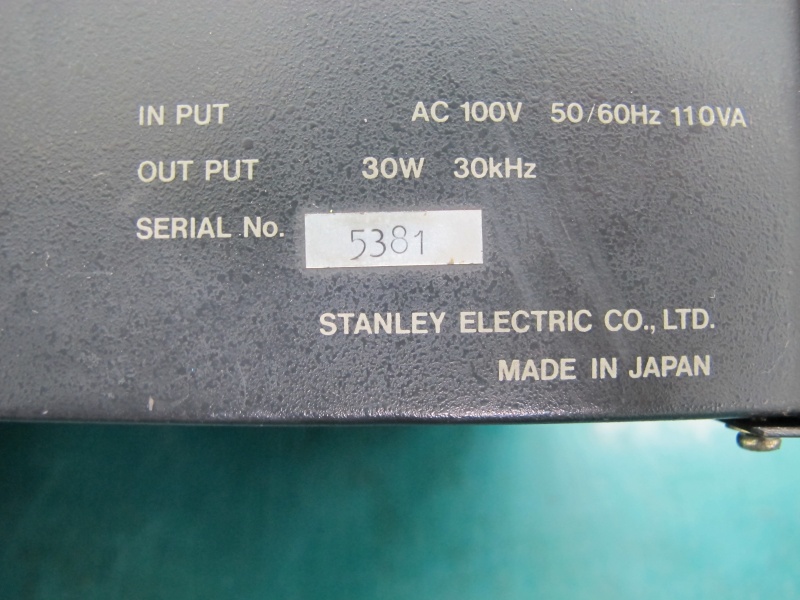 IN PUT AC 100V 50/60Hz 110VA
OUT PUT 30W 30kHz
SERIAL No. 5381
STANLEY ELECTRIC CO., LTD.
MADE IN JAPAN